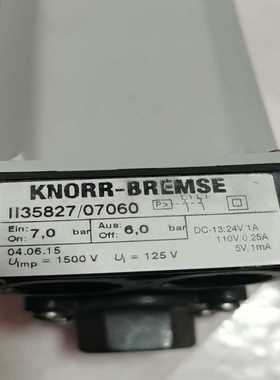 KNORR-BREMSE
II35827/07060 P>
Ein: 7,0 bar Aus: 6,0 bar
On: Off:
DC-13:24V 1A
110V,0.25A
5V,1mA
04.06.15
Uimp = 1500 V Ui = 125 V